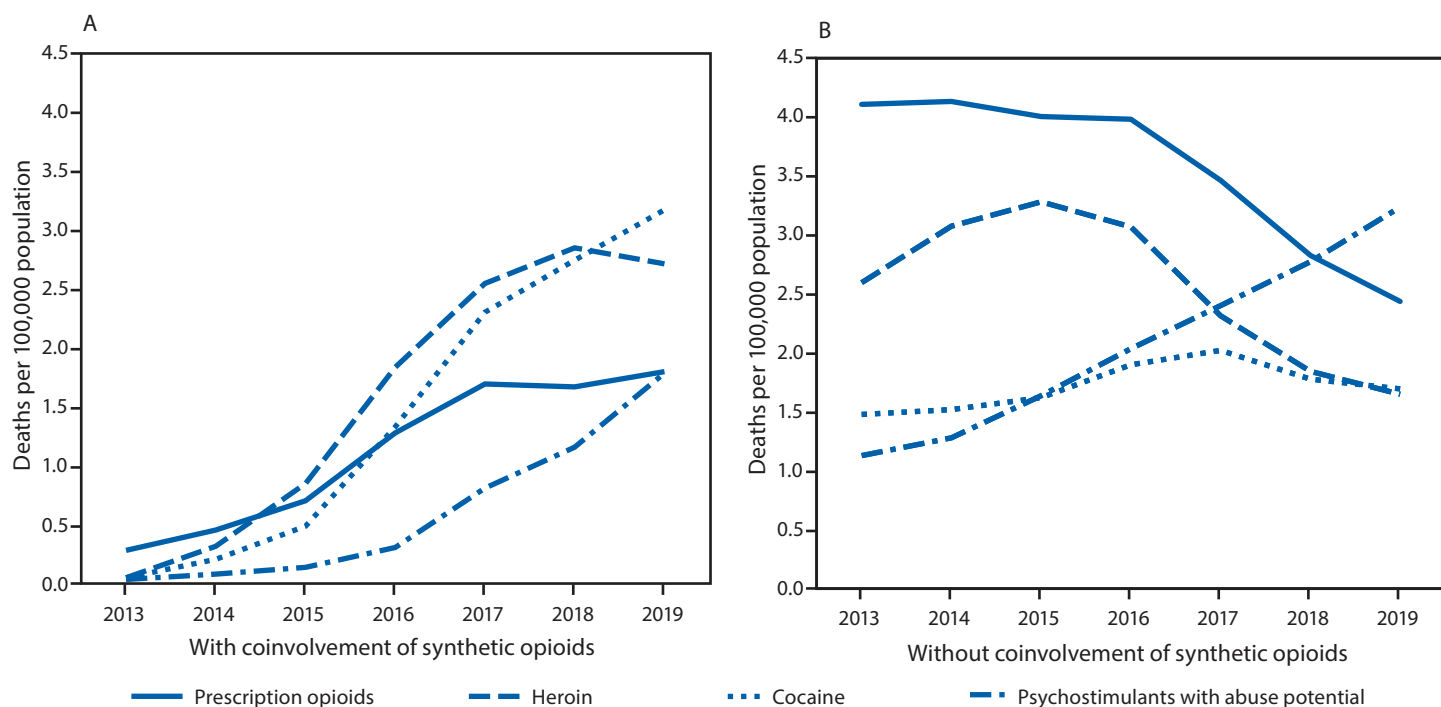 A
Deaths per 100,000 population
4.5
4.0
3.5
3.0
2.5
2.0
1.5
1.0
0.5
0.0
2013 2014 2015 2016 2017 2018 2019
With coinvolvement of synthetic opioids
B
Deaths per 100,000 population
4.5
4.0
3.5
3.0
2.5
2.0
1.5
1.0
0.5
0.0
2013 2014 2015 2016 2017 2018 2019
Without coinvolvement of synthetic opioids
Prescription opioids Heroin Cocaine Psychostimulants with abuse potential